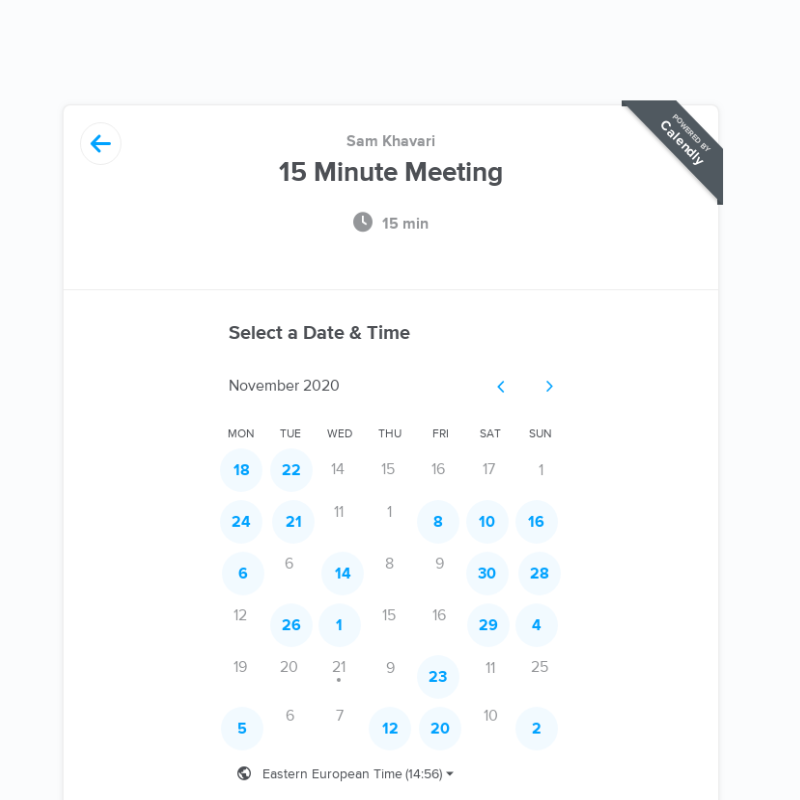 POWERED BY
Calendly
Sam Khavari
15 Minute Meeting
15 min
Select a Date & Time
November 2020
MON TUE WED THU FRI SAT SUN
18 22 14 15 16 17 1
24 21 11 1 8 10 16
6 6 14 8 9 30 28
12 26 1 15 16 29 4
19 20 21 9 23 11 25
5 6 7 12 20 10 2
Eastern European Time (14:56)